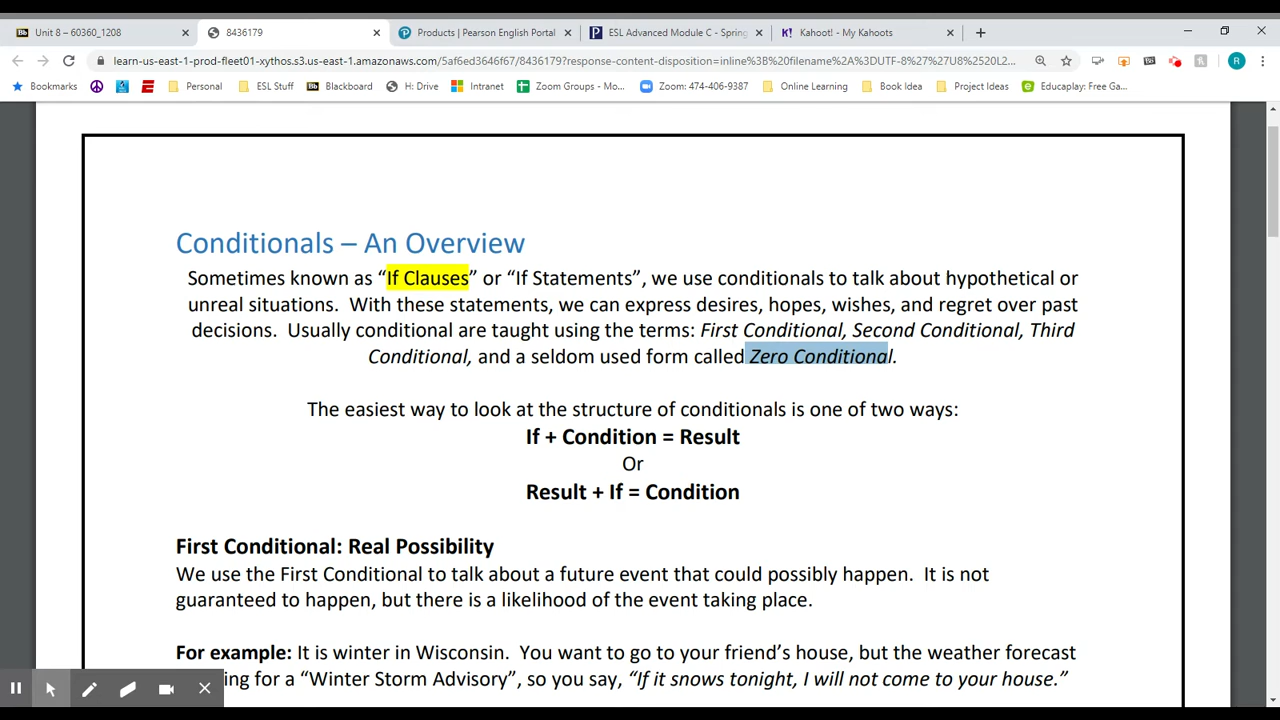 Unit 8 – 60360_1208
8436179
Products | Pearson English Portal
ESL Advanced Module C - Spring
Kahoot! - My Kahoots
learn-us-east-1-prod-fleet01-xythos.s3.us-east-1.amazonaws.com/5af6ed3646f67/8436179?response-content-disposition=inline%3B%20filename%2A%3DUTF-8%27%27U8%2520L2...
R
Bookmarks
Personal
ESL Stuff
Blackboard
H: Drive
Intranet
Zoom Groups - Mo...
Zoom: 474-406-9387
Online Learning
Book Idea
Project Ideas
Educaplay: Free Ga...
Conditionals – An Overview
Sometimes known as “If Clauses” or “If Statements”, we use conditionals to talk about hypothetical or
unreal situations. With these statements, we can express desires, hopes, wishes, and regret over past
decisions. Usually conditional are taught using the terms: First Conditional, Second Conditional, Third
Conditional, and a seldom used form called Zero Conditional.
The easiest way to look at the structure of conditionals is one of two ways:
If + Condition = Result
Or
Result + If = Condition
First Conditional: Real Possibility
We use the First Conditional to talk about a future event that could possibly happen. It is not
guaranteed to happen, but there is a likelihood of the event taking place.
For example: It is winter in Wisconsin. You want to go to your friend’s house, but the weather forecast
ing for a “Winter Storm Advisory”, so you say, “If it snows tonight, I will not come to your house.”